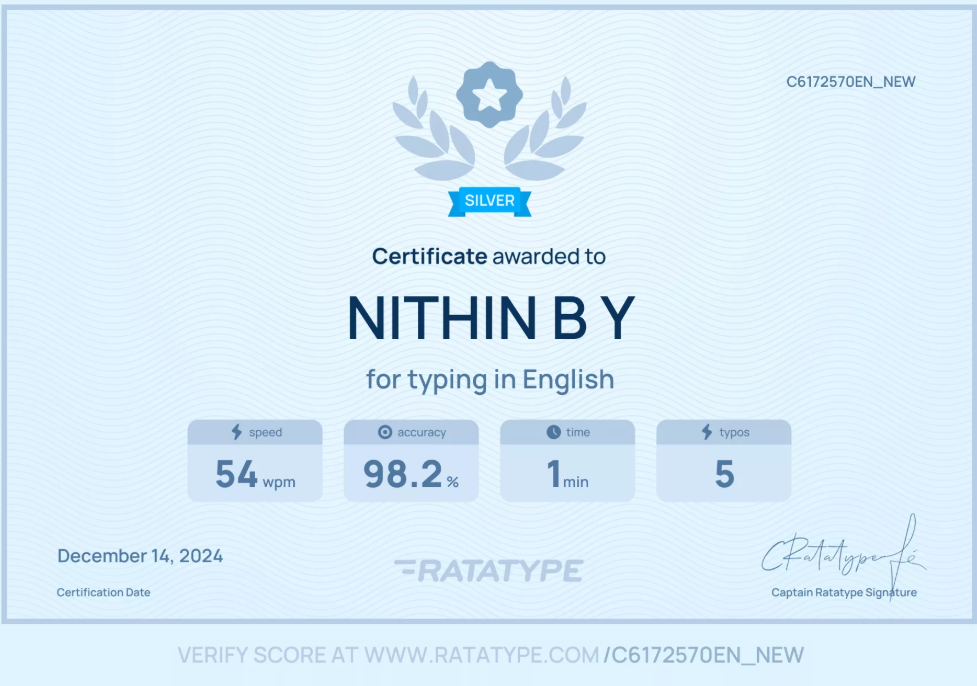 C6172570EN_NEW
SILVER
Certificate awarded to
NITHIN B Y
for typing in English
speed
54 wpm
accuracy
98.2 %
time
1 min
typos
5
December 14, 2024
Certification Date
RATATYPE
CRatatype
Captain Ratatype Signature
VERIFY SCORE AT WWW.RATATYPE.COM/C6172570EN_NEW